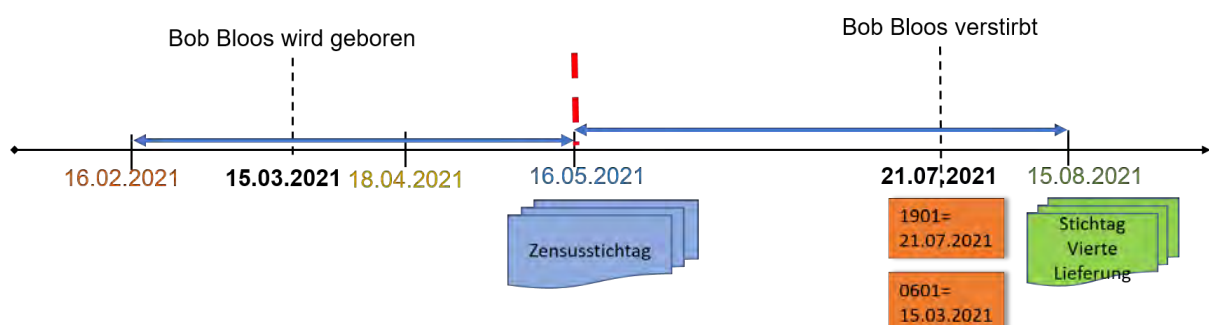 Bob Bloos wird geboren
Bob Bloos verstirbt
16.02.2021
15.03.2021
18.04.2021
16.05.2021
21.07.2021
15.08.2021
Zensusstichtag
1901=
21.07.2021
0601=
15.03.2021
Stichtag
Vierte
Lieferung